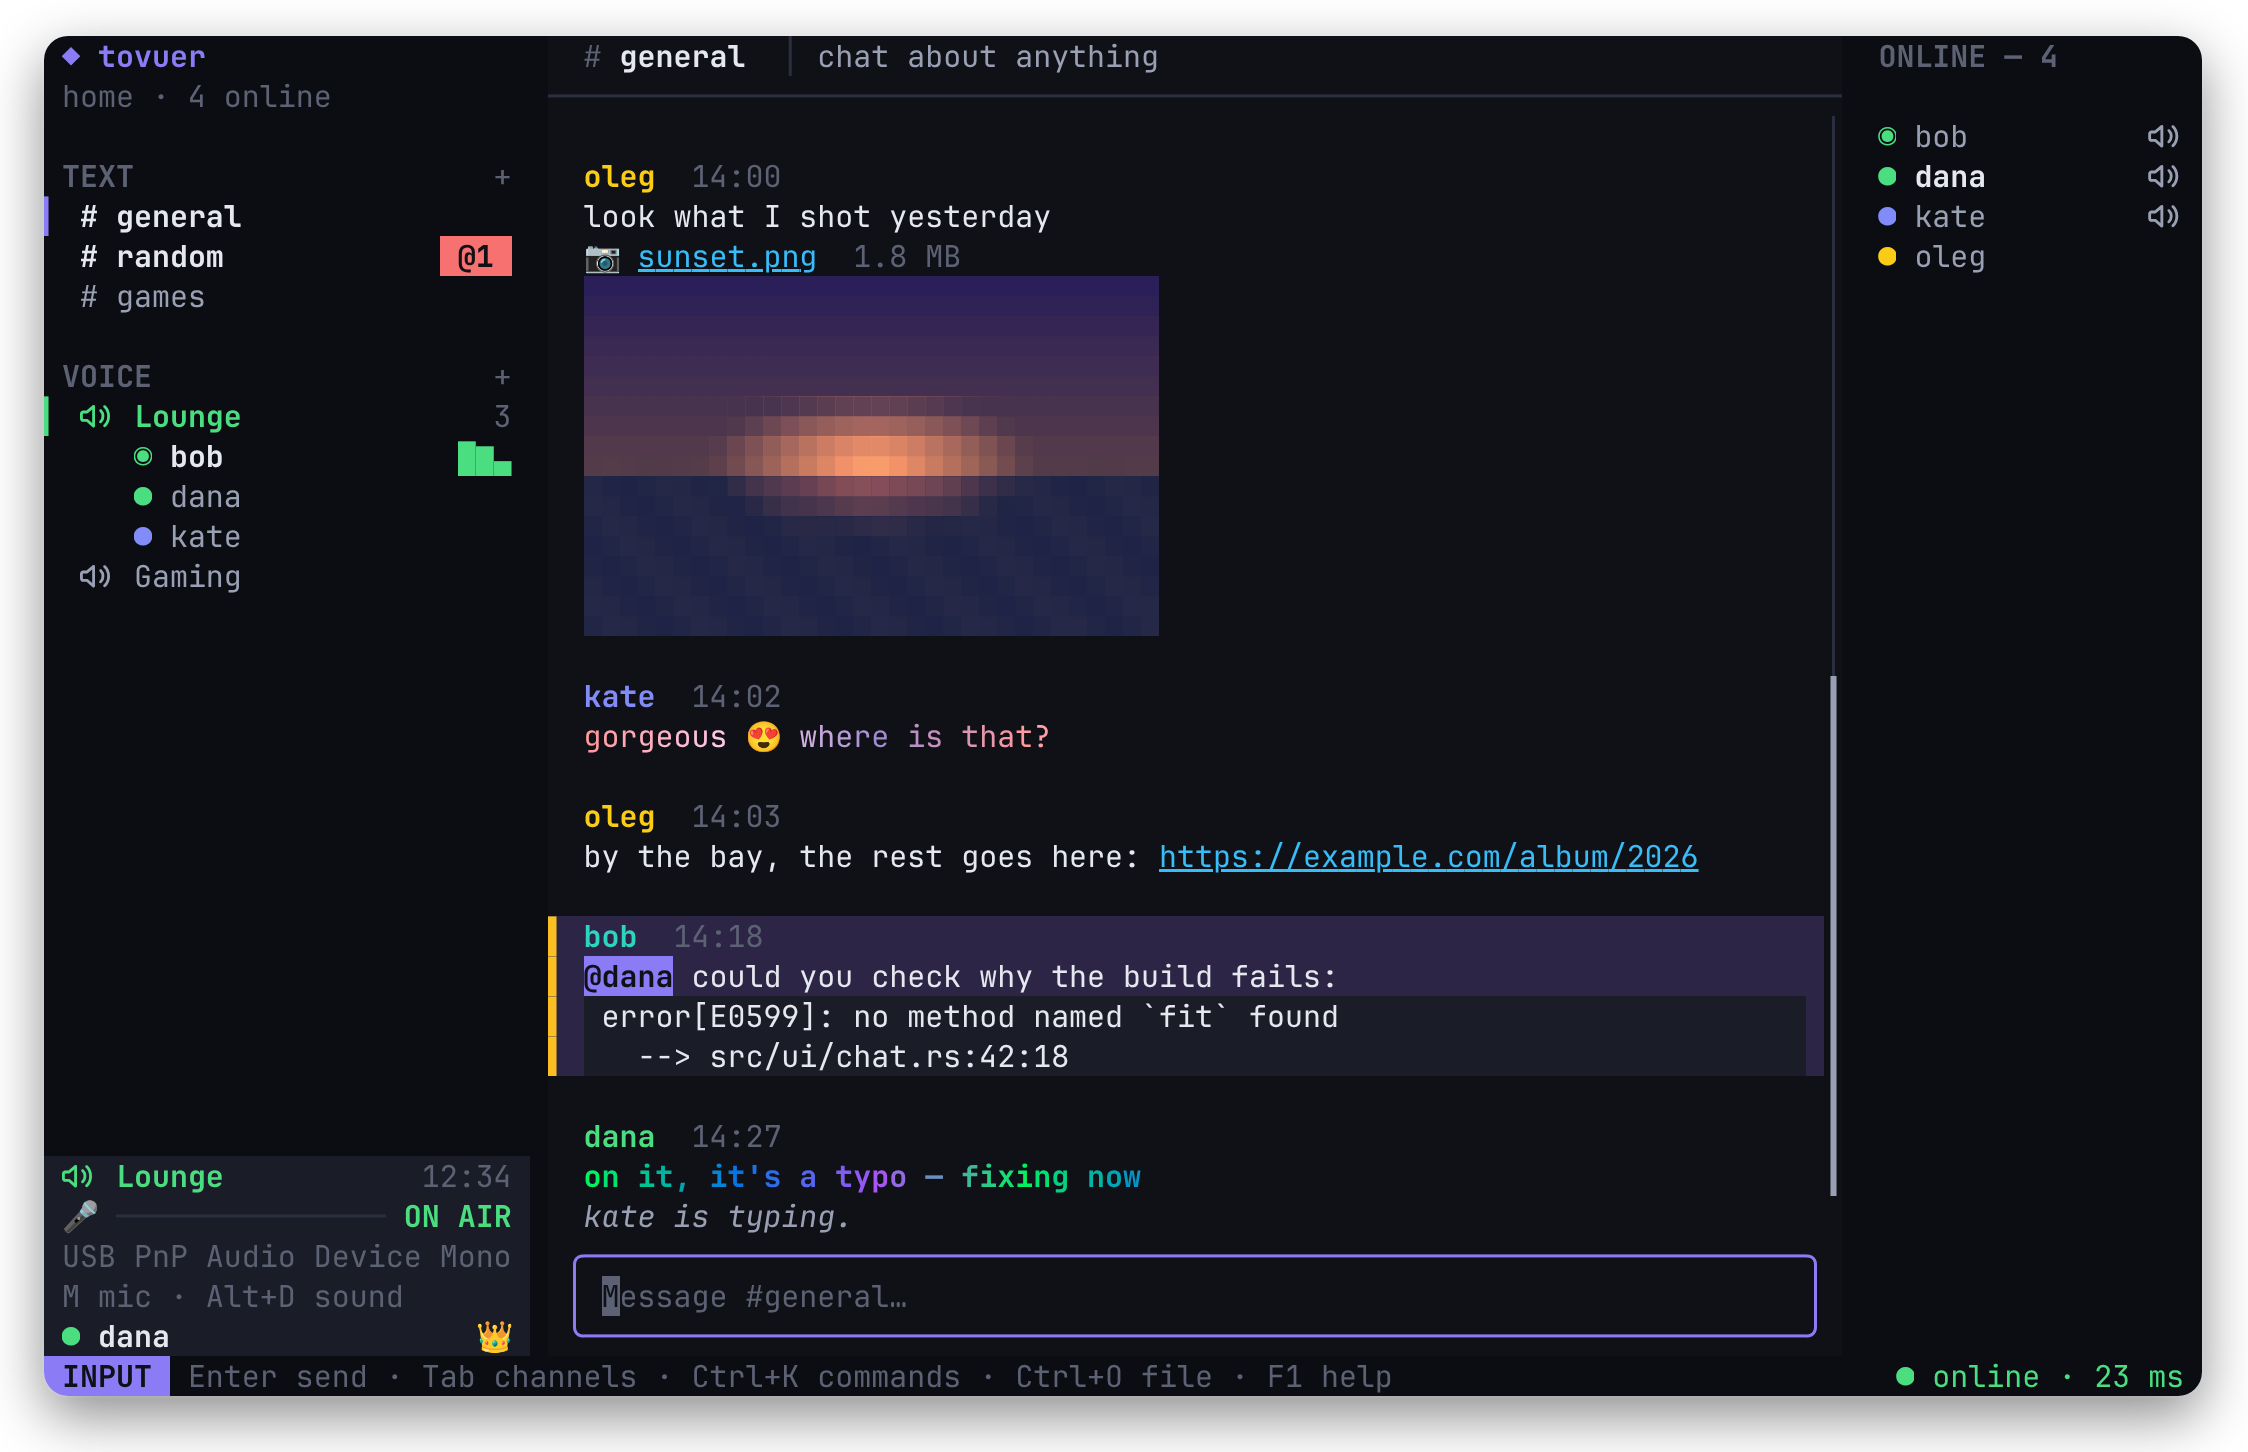 ◆ tovuer
home · 4 online
TEXT +
# general
# random @1
# games
VOICE +
Lounge 3
bob
dana
kate
Gaming
Lounge 12:34
ON AIR
USB PnP Audio Device Mono
M mic · Alt+D sound
dana
# general │ chat about anything
oleg 14:00
look what I shot yesterday
📷 sunset.png 1.8 MB
kate 14:02
gorgeous 😍 where is that?
oleg 14:03
by the bay, the rest goes here: https://example.com/album/2026
bob 14:18
@dana could you check why the build fails:
error[E0599]: no method named `fit` found
--> src/ui/chat.rs:42:18
dana 14:27
on it, it's a typo — fixing now
kate is typing.
Message #general…
ONLINE — 4
bob
dana
kate
oleg
INPUT Enter send · Tab channels · Ctrl+K commands · Ctrl+O file · F1 help
online · 23 ms